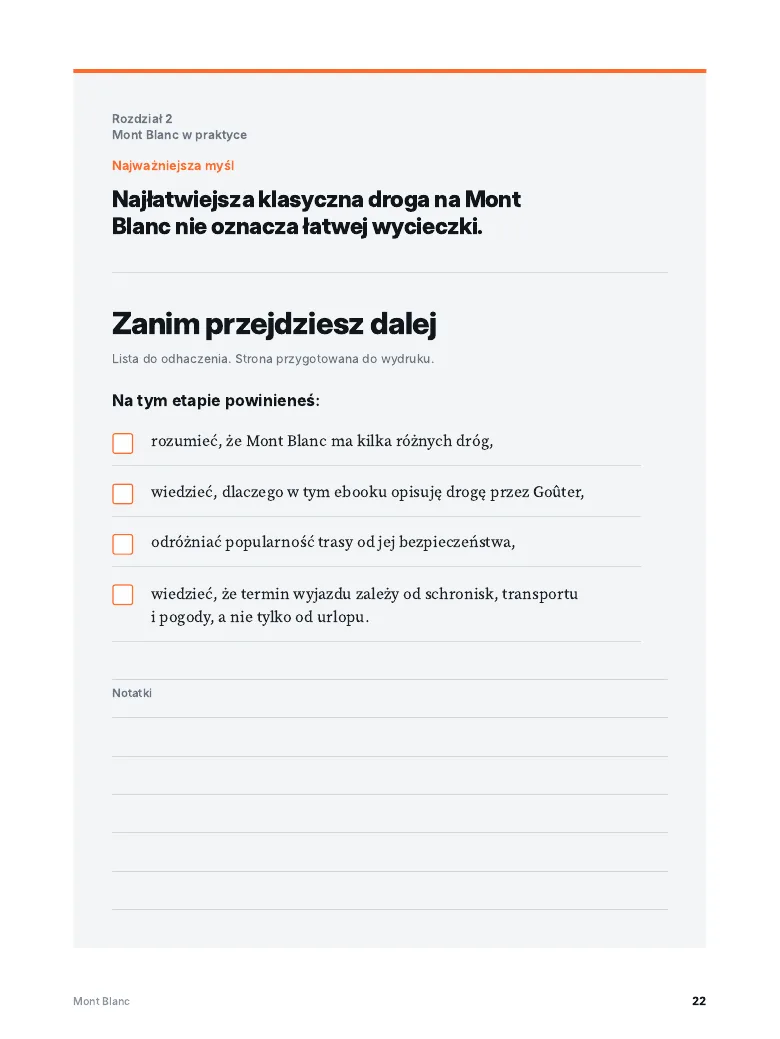 Rozdział 2
Mont Blanc w praktyce
Najważniejsza myśl
Najłatwiejsza klasyczna droga na Mont
Blanc nie oznacza łatwej wycieczki.
Zanim przejdziesz dalej
Lista do odhaczenia. Strona przygotowana do wydruku.
Na tym etapie powinieneś:
rozumieć, że Mont Blanc ma kilka różnych dróg,
wiedzieć, dlaczego w tym ebooku opisuję drogę przez Goûter,
odróżniać popularność trasy od jej bezpieczeństwa,
wiedzieć, że termin wyjazdu zależy od schronisk, transportu
i pogody, a nie tylko od urlopu.
Notatki
Mont Blanc
22